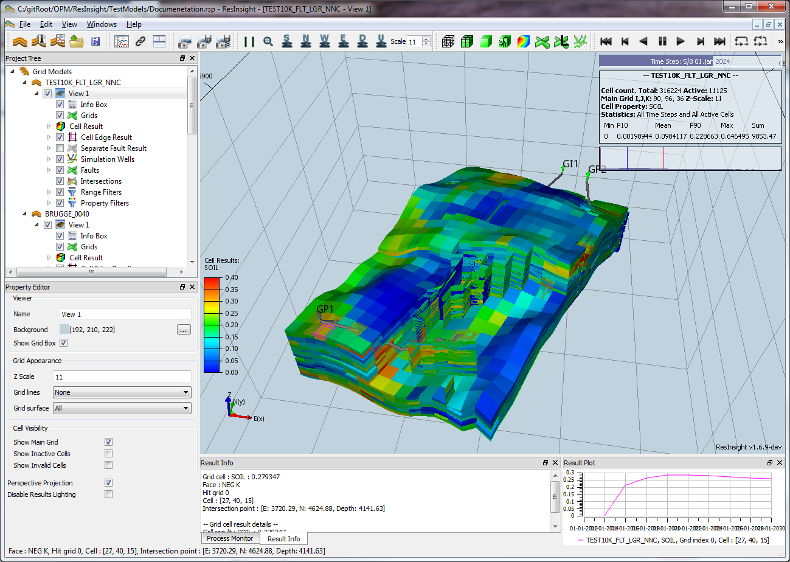 C:/gitRoot/OPM/ResInsight/TestModels/Documenetation.rsp - ResInsight - [TEST10K_FLT_LGR_NNC - View 1]
File Edit View Windows Help
S N W E D U Scale 11
Project Tree
Grid Models
TEST10K_FLT_LGR_NNC
View 1
Info Box
Grids
Cell Result
Cell Edge Result
Separate Fault Result
Simulation Wells
Faults
Intersections
Range Filters
Property Filters
BRUGGE_0040
View 1
Info Box
Grids
Cell Result
Property Editor
Viewer
Name View 1
Background [192, 210, 222] ...
Show Grid Box
Grid Appearance
Z Scale 11
Grid lines None
Grid surface All
Cell Visibility
Show Main Grid
Show Inactive Cells
Show Invalid Cells
Perspective Projection
Disable Results Lighting
Time Step: 5/8 01.jan 2024
-- TEST10K_FLT_LGR_NNC --
Cell count. Total: 316224 Active: 11125
Main Grid I,J,K: 90, 96, 36 Z-Scale: 11
Cell Property: SOIL
Statistics: All Time Steps and All Active Cells
Min P10 Mean P90 Max Sum
0 0.00198944 0.0984117 0.228663 0.646495 9853.47
GI1
GP2
GP1
Cell Results:
SOIL
0.40
0.35
0.30
0.25
0.20
0.15
0.10
0.05
0.00
Z
E(x)
ResInsight v1.6.9-dev
Result Info
Grid cell : SOIL : 0.279347
Face : NEG K
Hit grid 0
Cell : [27, 40, 15]
Intersection point : [E: 3720.29, N: 4624.88, Depth: 4141.63]
-- Grid cell result details --
Process Monitor Result Info
Result Plot
0.3
0.25
0.2
0.15
0.1
0.05
0
TEST10K_FLT_LGR_NNC, SOIL, Grid index 0, Cell : [27, 40, 15]
Face : NEG K, Hit grid 0, Cell : [27, 40, 15], Intersection point : [E: 3720.29, N: 4624.88, Depth: 4141.63]